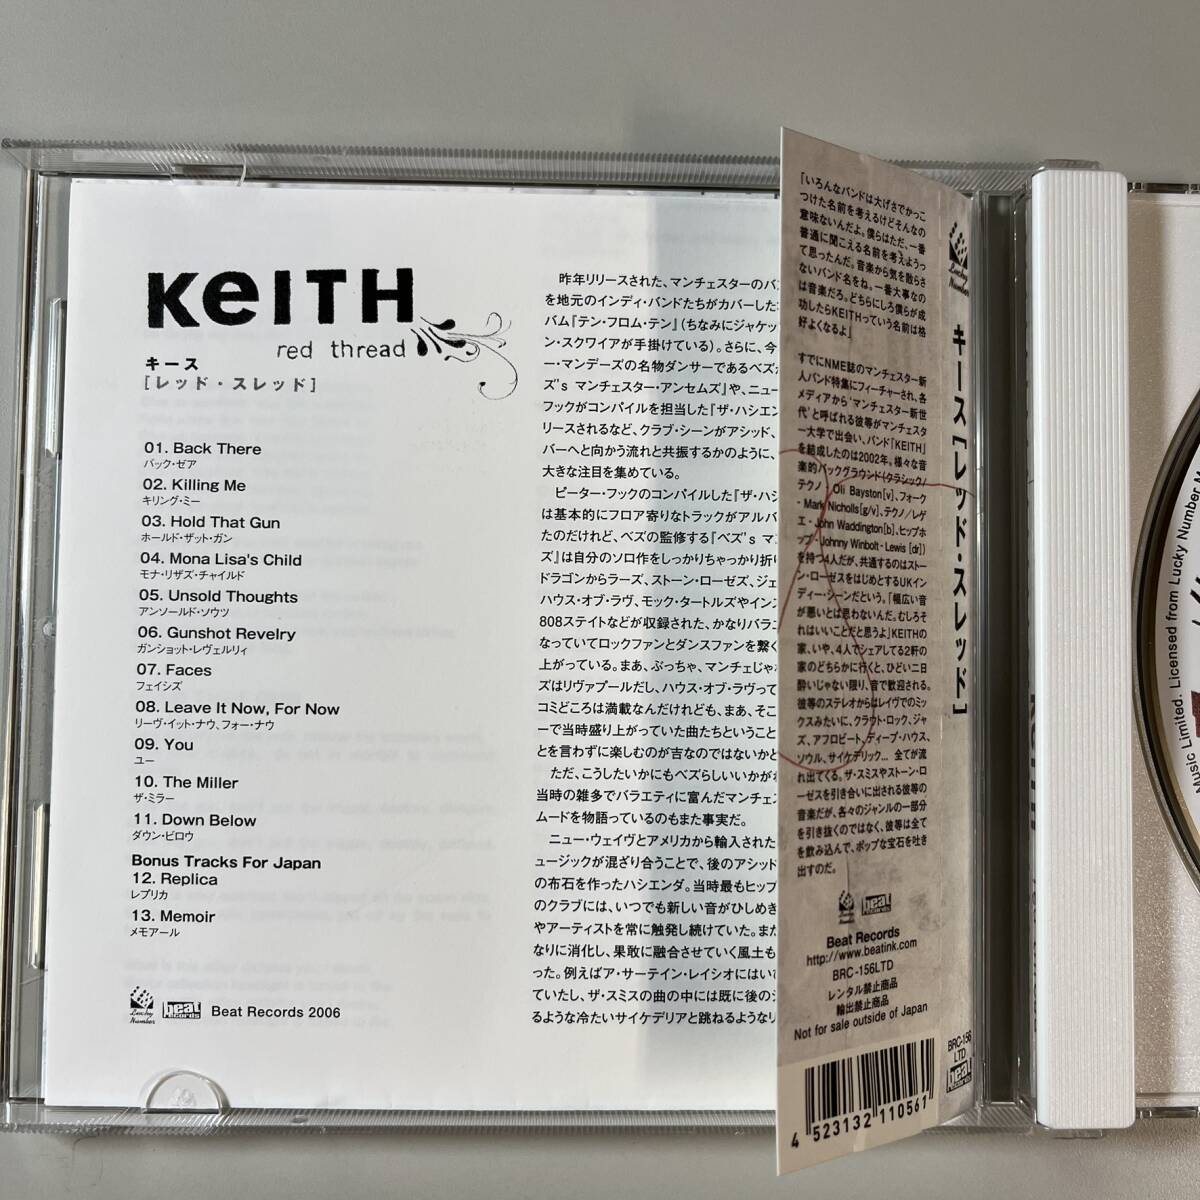 KeITH
red thread
キース
[レッド・スレッド]
01. Back There
バック・ゼア
02. Killing Me
キリング・ミー
03. Hold That Gun
ホールド・ザット・ガン
04. Mona Lisa's Child
モナ・リザズ・チャイルド
05. Unsold Thoughts
アンソールド・ソウツ
06. Gunshot Revelry
ガンショット・レヴェルリィ
07. Faces
フェイシズ
08. Leave It Now, For Now
リーヴ・イット・ナウ, フォー・ナウ
09. You
ユー
10. The Miller
ザ・ミラー
11. Down Below
ダウン・ビロウ
Bonus Tracks For Japan
12. Replica
レプリカ
13. Memoir
メモアール
Lucky Number
beat records
Beat Records 2006
昨年リリースされた、マンチェスターのバ
を地元のインディ・バンドたちがカバーした
バム『テン・フロム・テン』(ちなみにジャケッ
ン・スクワイアが手掛けている)。さらに、今
ー・マンデーズの名物ダンサーであるベズ
ズ's マンチェスター・アンセムズ』や、ニュー
フックがコンパイルを担当した『ザ・ハシエン
リリースされるなど、クラブ・シーンがアシッド、
バーへと向かう流れと共振するかのように、
大きな注目を集めている。
ピーター・フックのコンパイルした『ザ・ハシ
は基本的にフロア寄りなトラックがアルバ
たのだけれど、ベズの監修する『ベズ's マン
ズ』は自分のソロ作をしっかりちゃっかり折り
ドラゴンからラーズ、ストーン・ローゼズ、ジェ
ハウス・オブ・ラヴ、モック・タートルズやインス
808ステイトなどが収録された、かなりバラエ
なっていてロックファンとダンスファンを繋ぐ
上がっている。まあ、ぶっちゃ、マンチェじゃな
ズはリヴァプールだし、ハウス・オブ・ラヴって
コミどころは満載なんだけれども、まあ、そこ
ーで当時盛り上がっていた曲たちということ
とを言わずに楽しむのが吉なのではないかと
ただ、こうしたいかにもベズらしいいかが
当時の雑多でバラエティに富んだマンチェス
ムードを物語っているのもまた事実だ。
ニュー・ウェイヴとアメリカから輸入された
ュージックが混ざり合うことで、後のアシッド
の布石を作ったハシエンダ。当時最もヒップ
のクラブには、いつでも新しい音がひしめき
やアーティストを常に触発し続けていた。また
なりに消化し、果敢に融合させていく風土も
った。例えばア・サーテイン・レイシオにはい
ていたし、ザ・スミスの曲の中には既に後のシ
るような冷たいサイケデリアと跳ねるようなリ
「いろんなバンドは大げさでかっこ
つけた名前を考えるけどそんなの
意味ないんだよ。僕らはただ、一番
普通に聞こえる名前を考えようっ
て思ったんだ。音楽から気を散らさ
ないバンド名をね。一番大事なの
は音楽だろ。どちらにしろ僕らが成
功したらKEITHっていう名前は格
好よくなるよ」
すでにNME誌のマンチェスター新
人バンド特集にフィーチャーされ、各
メディアから'マンチェスター新世
代'と呼ばれる彼等がマンチェスタ
ー大学で出会い、バンド「KEITH」
を結成したのは2002年。様々な音
楽的バックグラウンド(クラシック/
テクノ - Oli Bayston[v]、フォーク
- Mark Nicholls[g/v]、テクノ/レゲ
エ - John Waddington[b]、ヒップホ
ップ - Johnny Winbolt-Lewis [dr])
を持つ4人だが、共通するのはストー
ン・ローゼズをはじめとするUKイン
ディー・シーンだという。「幅広い音
が悪いとは思わないんだ。むしろそ
れはいいことだと思うよ」KEITHの
家、いや、4人でシェアしてる2軒の
家のどちらかに行くと、ひどい二日
酔いじゃない限り、音で歓迎される。
彼等のステレオからはレイヴでのミッ
クスみたいに、クラウト・ロック、ジャ
ズ、アフロビート、ディープ・ハウス、
ソウル、サイケデリック... 全てが流
れ出てくる。ザ・スミスやストーン・ロ
ーゼスを引き合いに出される彼等の
音楽だが、各々のジャンルの一部分
を引き抜くのではなく、彼等は全て
を飲み込んで、ポップな宝石を吐き
出すのだ。
beat records
Beat Records
http://www.beatink.com
BRC-156LTD
レンタル禁止商品
輸出禁止商品
Not for sale outside of Japan
4 523132 110561
Lucky Number
キース [レッド・スレッド]
BRC-156
LTD
beat records
Music Limited. Licensed from Lucky Number M